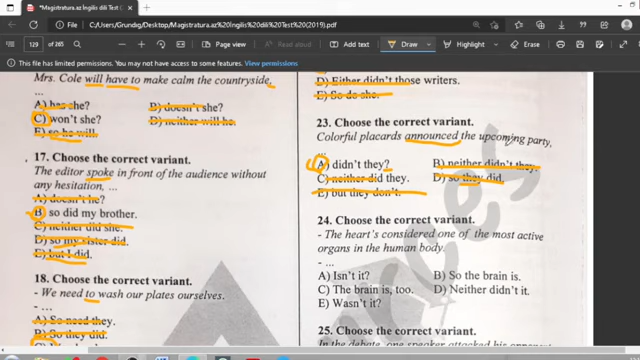 *Magistratura.az İngilis dili Test (
C:/Users/Grundig/Desktop/Magistratura.az%20Ingilis%20dili%20Test(2019).pdf
129 of 265
Page view
Read aloud
Add text
Draw
Highlight
Erase
This file has limited permissions. You may not have access to some features. View permissions
Mrs. Cole will have to make calm the countryside,
...
A) has she? B) doesn't she?
C) won't she? D) neither will he.
E) so he will.
17. Choose the correct variant.
The editor spoke in front of the audience without
any hesitation, ...
A) doesn't he?
B) so did my brother.
C) neither did she.
D) so my sister did.
E) but I did.
18. Choose the correct variant.
- We need to wash our plates ourselves.
- ...
A) So need they.
B) So they did.
D) Either didn't those writers.
E) So do she.
23. Choose the correct variant.
Colorful placards announced the upcoming party,
...
A) didn't they? B) neither didn't they.
C) neither did they. D) so they did.
E) but they don't.
24. Choose the correct variant.
- The heart's considered one of the most active
organs in the human body.
- ...
A) Isn't it? B) So the brain is.
C) The brain is, too. D) Neither didn't it.
E) Wasn't it?
25. Choose the correct variant.
In the debate, one speaker attacked his opponent